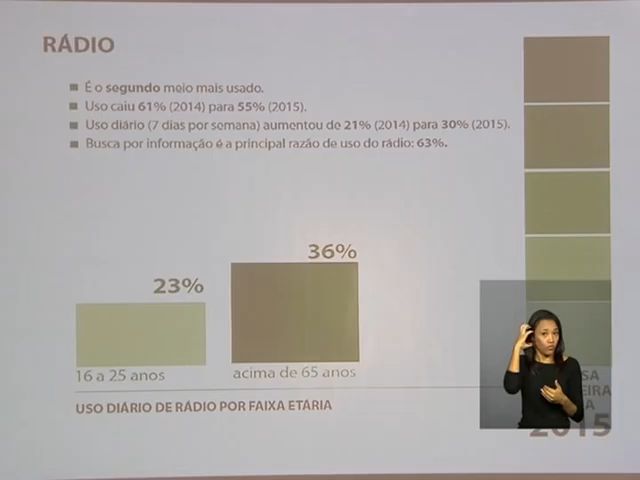 RÁDIO
É o segundo meio mais usado.
Uso caiu 61% (2014) para 55% (2015).
Uso diário (7 dias por semana) aumentou de 21% (2014) para 30% (2015).
Busca por informação é a principal razão de uso do rádio: 63%.
36%
23%
16 a 25 anos
acima de 65 anos
USO DIÁRIO DE RÁDIO POR FAIXA ETÁRIA
2015